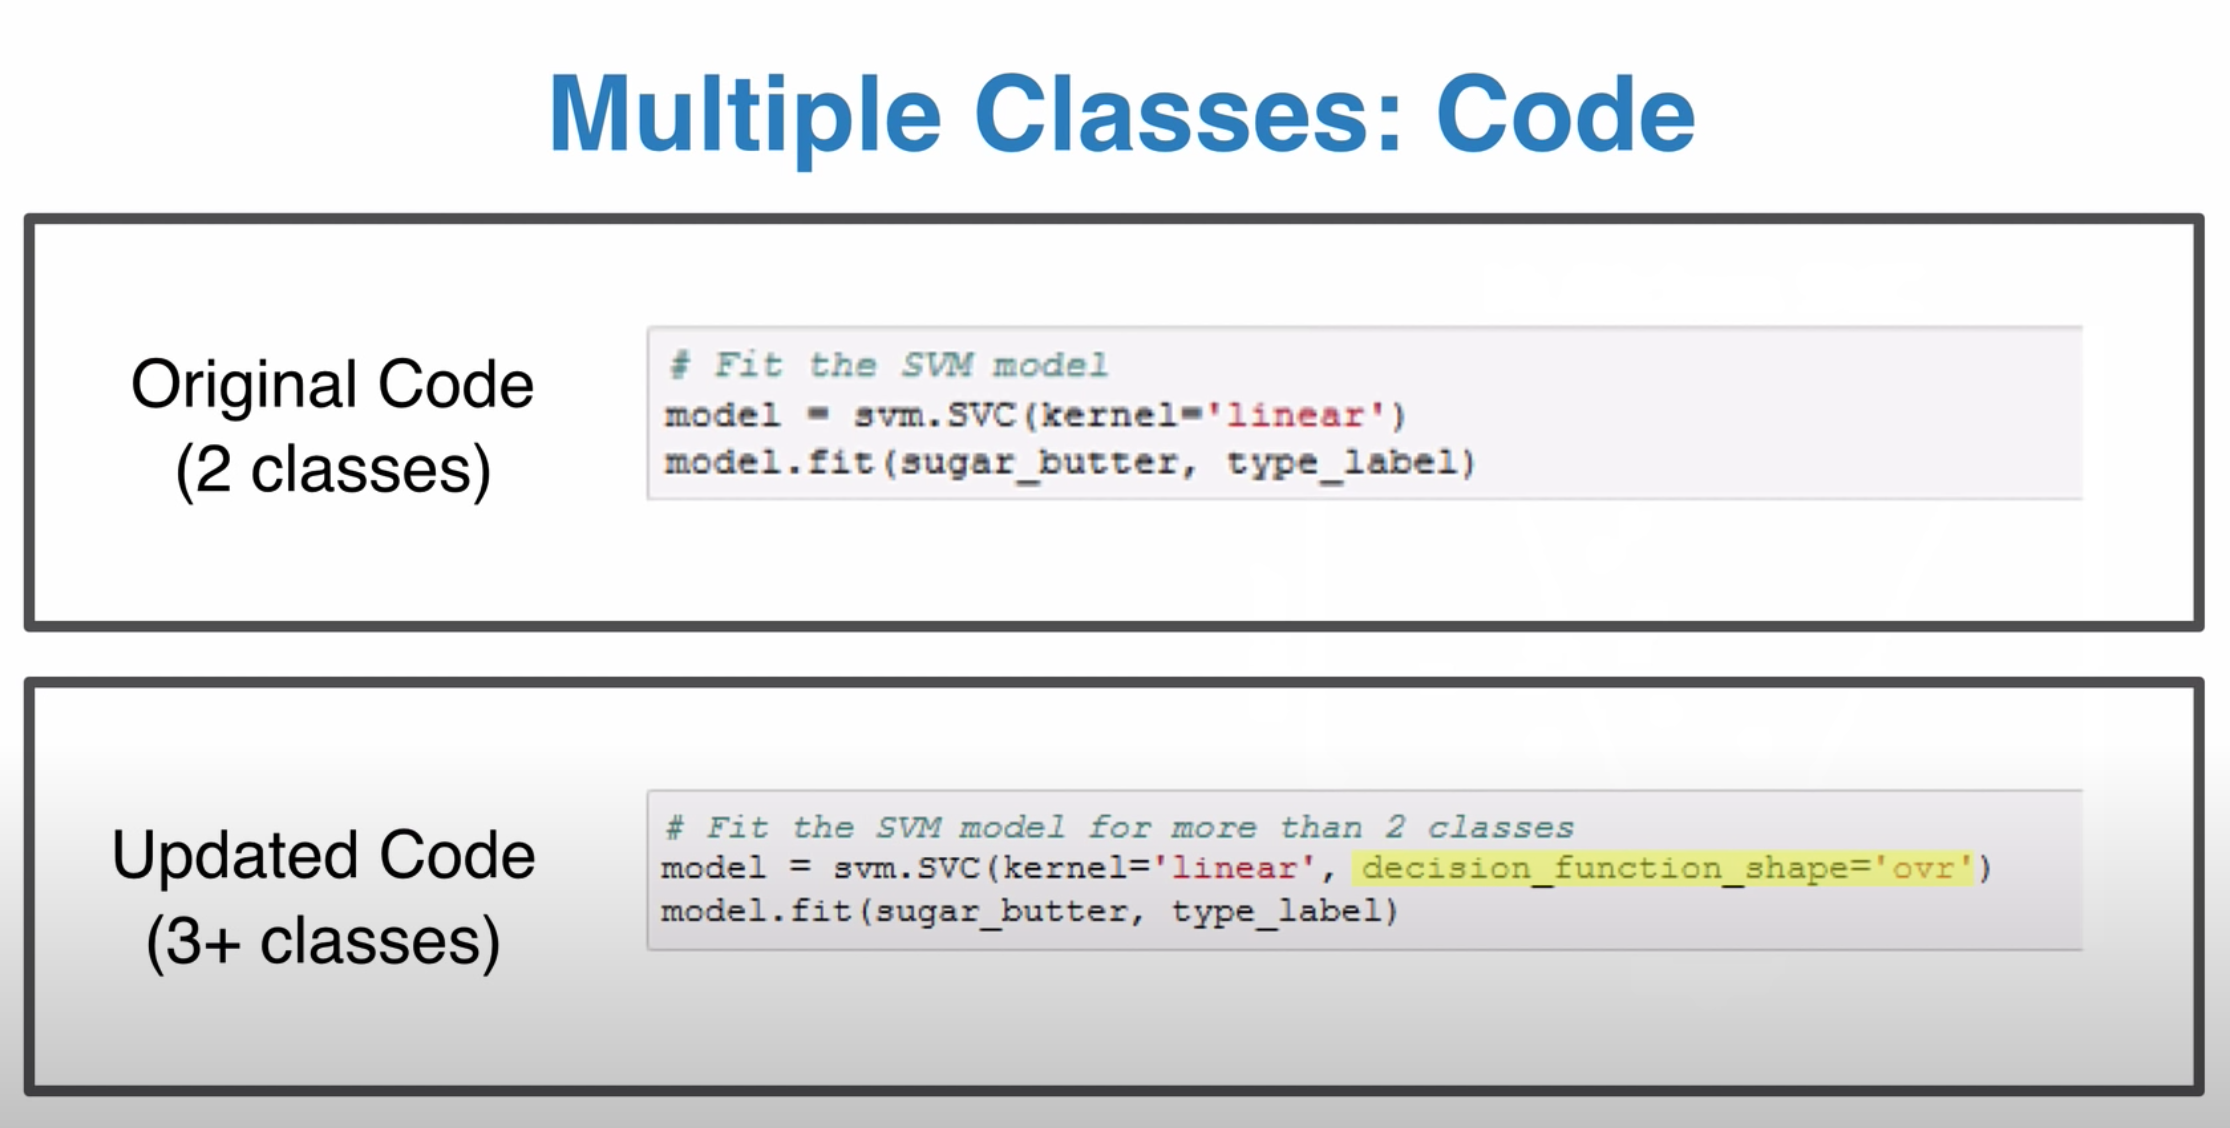 Multiple Classes: Code
Original Code
(2 classes)
# Fit the SVM model
model = svm.SVC(kernel='linear')
model.fit(sugar_butter, type_label)
Updated Code
(3+ classes)
# Fit the SVM model for more than 2 classes
model = svm.SVC(kernel='linear', decision_function_shape='ovr')
model.fit(sugar_butter, type_label)